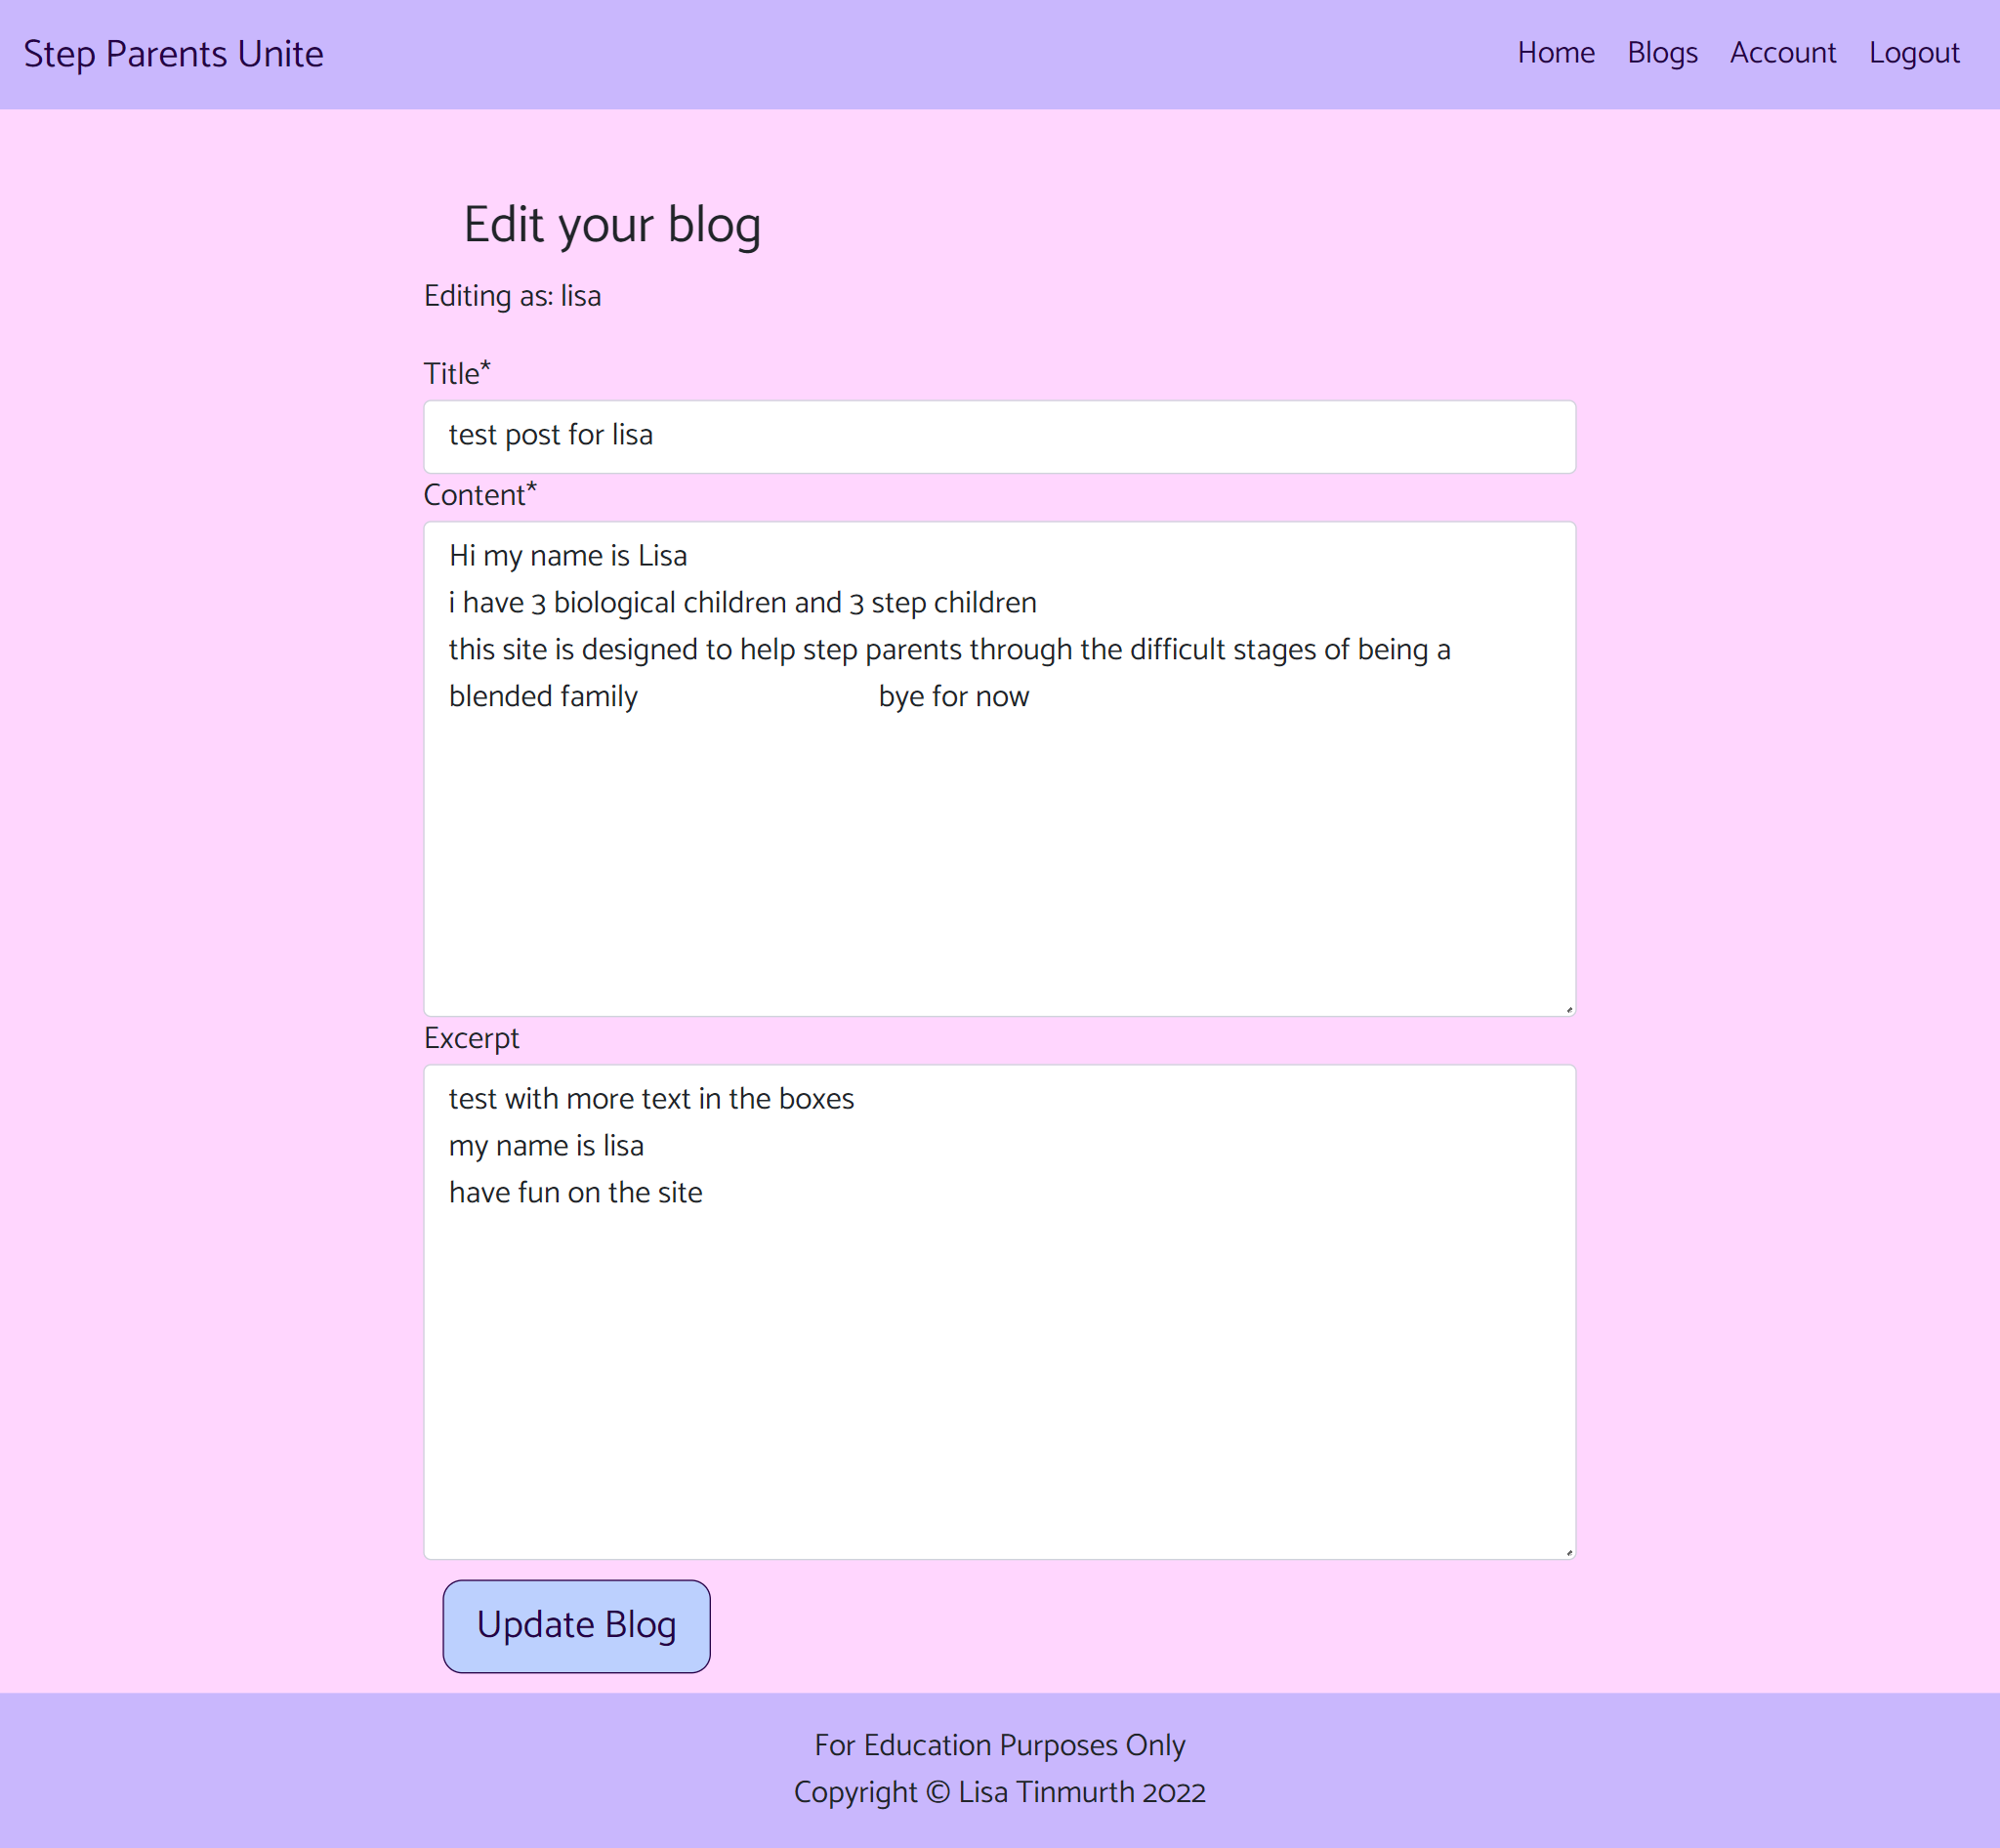 Step Parents Unite
Home Blogs Account Logout
Edit your blog
Editing as: lisa
Title*
test post for lisa
Content*
Hi my name is Lisa
i have 3 biological children and 3 step children
this site is designed to help step parents through the difficult stages of being a
blended family bye for now
Excerpt
test with more text in the boxes
my name is lisa
have fun on the site
Update Blog
For Education Purposes Only
Copyright © Lisa Tinmurth 2022